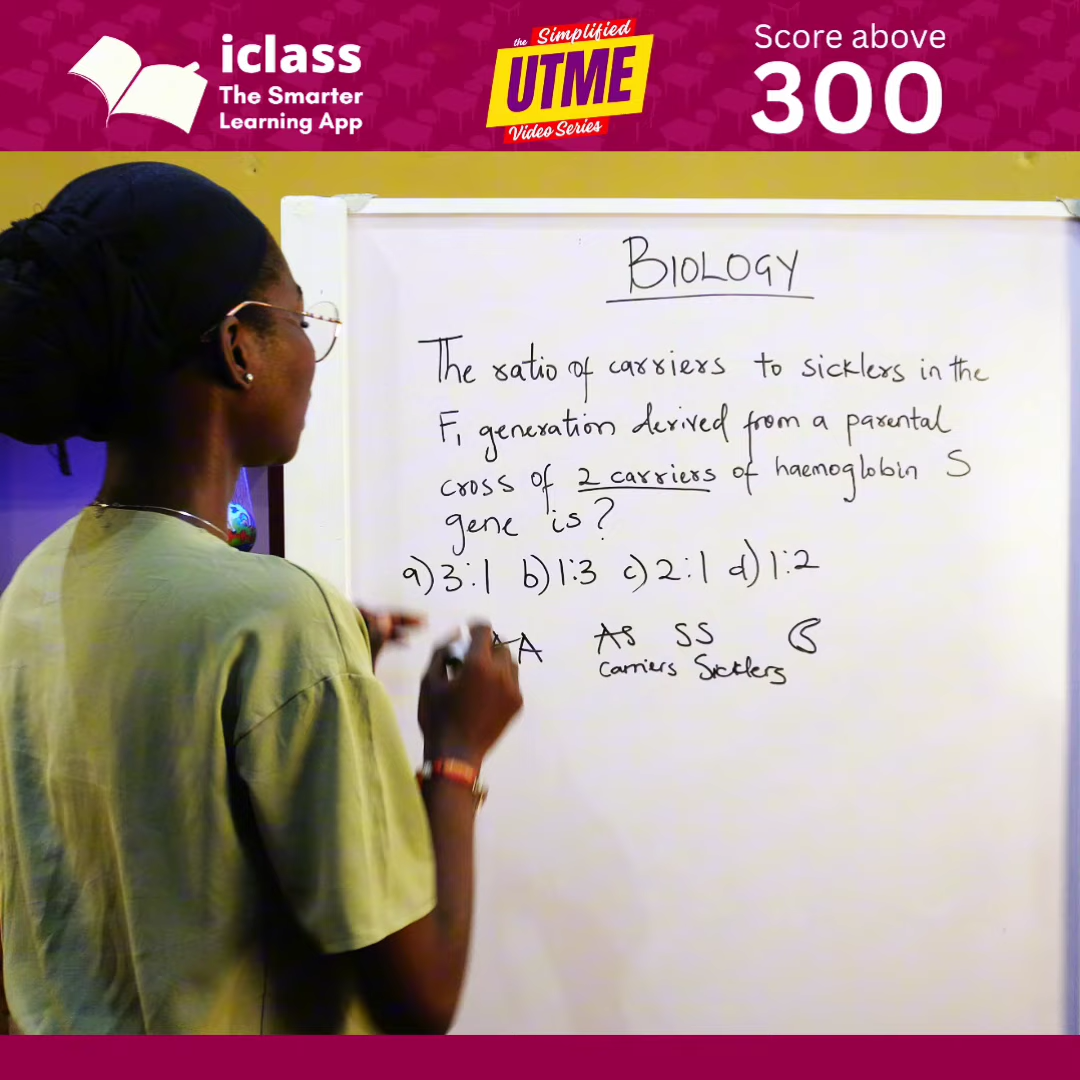 iclass
The Smarter
Learning App
the Simplified
UTME
Video Series
Score above
300
BIOLOGY
The ratio of carriers to sicklers in the
F₁ generation derived from a parental
cross of 2 carriers of haemoglobin S
gene is?
a) 3:1 b) 1:3 c) 2:1 d) 1:2
AA AS SS
Carriers Sicklers